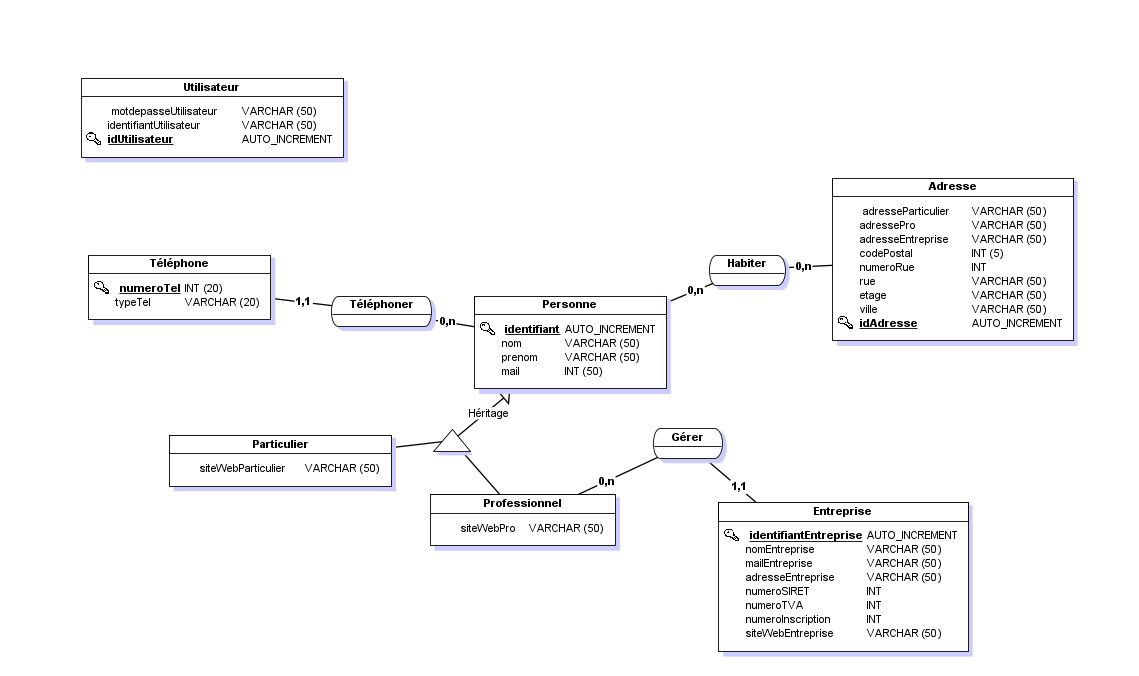 Utilisateur
motdepasseUtilisateur VARCHAR (50)
identifiantUtilisateur VARCHAR (50)
idUtilisateur AUTO_INCREMENT
Adresse
adresseParticulier VARCHAR (50)
adressePro VARCHAR (50)
adresseEntreprise VARCHAR (50)
codePostal INT (5)
numeroRue INT
rue VARCHAR (50)
etage VARCHAR (50)
ville VARCHAR (50)
idAdresse AUTO_INCREMENT
Téléphone
numeroTel INT (20)
typeTel VARCHAR (20)
1,1
Téléphoner
0,n
Habiter
0,n
0,n
Personne
identifiant AUTO_INCREMENT
nom VARCHAR (50)
prenom VARCHAR (50)
mail INT (50)
Héritage
Particulier
siteWebParticulier VARCHAR (50)
Gérer
0,n
1,1
Professionnel
siteWebPro VARCHAR (50)
Entreprise
identifiantEntreprise AUTO_INCREMENT
nomEntreprise VARCHAR (50)
mailEntreprise VARCHAR (50)
adresseEntreprise VARCHAR (50)
numeroSIRET INT
numeroTVA INT
numeroInscription INT
siteWebEntreprise VARCHAR (50)